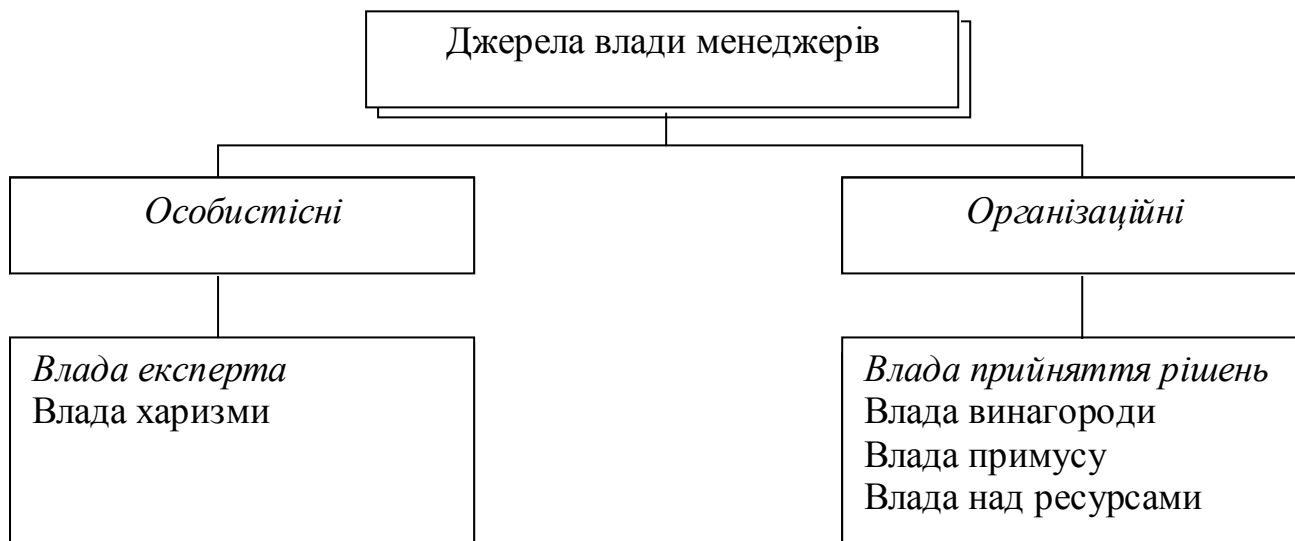 Джерела влади менеджерів
Особистісні
Організаційні
Влада експерта
Влада харизми
Влада прийняття рішень
Влада винагороди
Влада примусу
Влада над ресурсами